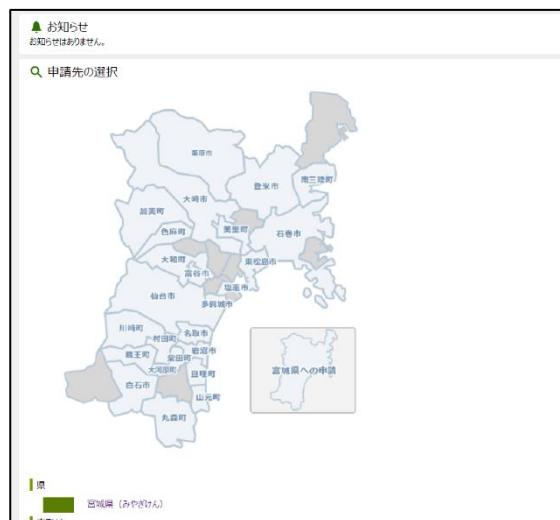 お知らせ
お知らせはありません。
申請先の選択
栗原市
登米市
南三陸町
大崎市
加美町
色麻町
美里町
石巻市
大和町
東松島市
富谷市
塩竈市
仙台市
多賀城市
川崎町
村田町
名取市
蔵王町
柴田町
岩沼市
大河原町
亘理町
白石市
山元町
丸森町
宮城県への申請
県
宮城県（みやぎけん）